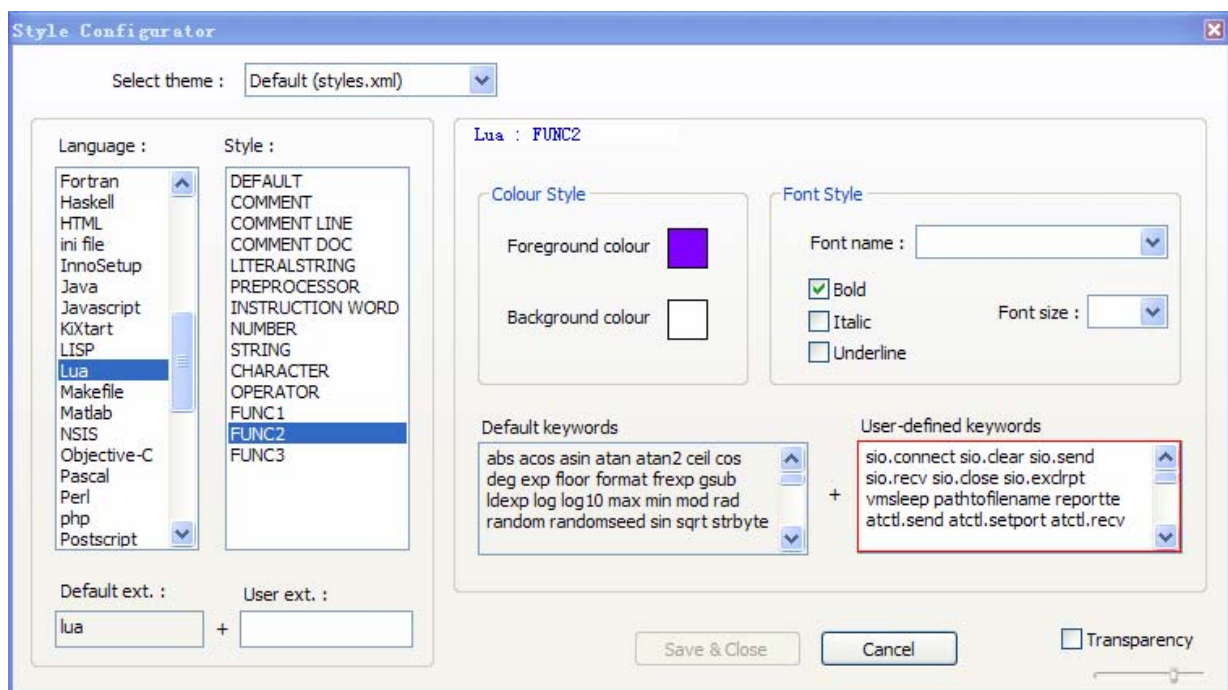 Style Configurator
Select theme : Default (styles.xml)
Language :
Fortran
Haskell
HTML
ini file
InnoSetup
Java
Javascript
KiXtart
LISP
Lua
Makefile
Matlab
NSIS
Objective-C
Pascal
Perl
php
Postscript
Style :
DEFAULT
COMMENT
COMMENT LINE
COMMENT DOC
LITERALSTRING
PREPROCESSOR
INSTRUCTION WORD
NUMBER
STRING
CHARACTER
OPERATOR
FUNC1
FUNC2
FUNC3
Default ext. :
lua
+
User ext. :
Lua : FUNC2
Colour Style
Foreground colour
Background colour
Font Style
Font name :
Bold
Italic
Underline
Font size :
Default keywords
abs acos asin atan atan2 ceil cos
deg exp floor format frexp gsub
ldexp log log10 max min mod rad
random randomseed sin sqrt strbyte
+
User-defined keywords
sio.connect sio.clear sio.send
sio.recv sio.close sio.exclrpt
vmsleep pathtofilename reportte
atctl.send atctl.setport atctl.recv
Save & Close
Cancel
Transparency